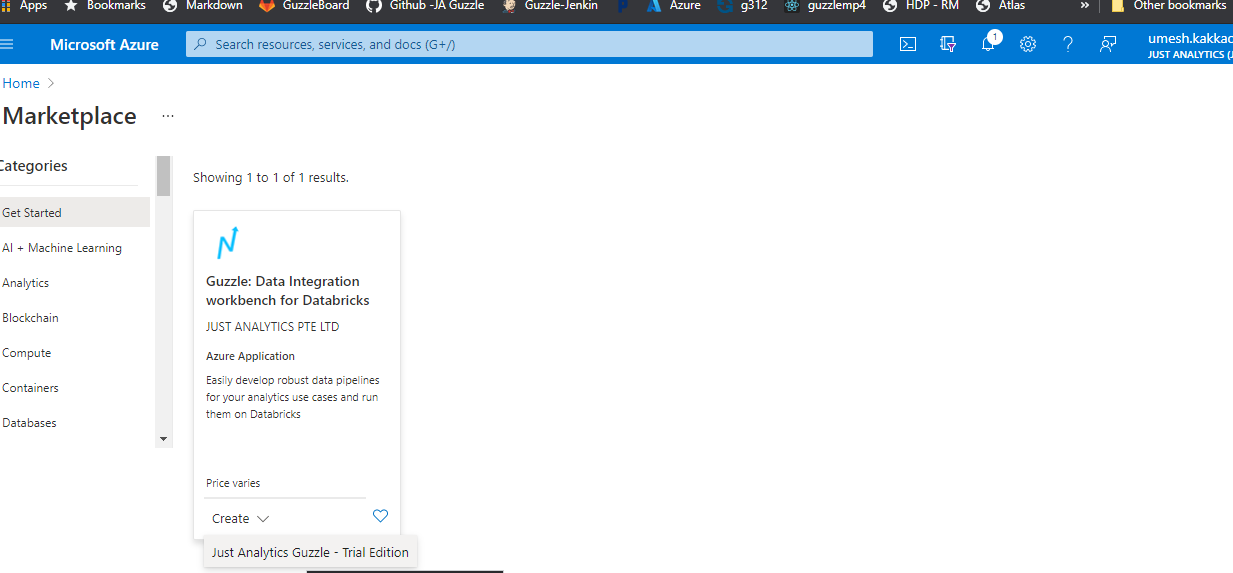 Apps Bookmarks Markdown GuzzleBoard Github -JA Guzzle Guzzle-Jenkin Azure g312 guzzlemp4 HDP - RM Atlas » Other bookmarks
Microsoft Azure Search resources, services, and docs (G+/) 1 umesh.kakkad
JUST ANALYTICS (J
Home >
Marketplace ...
Categories
Showing 1 to 1 of 1 results.
Get Started
AI + Machine Learning
Analytics
Blockchain
Compute
Containers
Databases
Guzzle: Data Integration
workbench for Databricks
JUST ANALYTICS PTE LTD
Azure Application
Easily develop robust data pipelines
for your analytics use cases and run
them on Databricks
Price varies
Create
Just Analytics Guzzle - Trial Edition